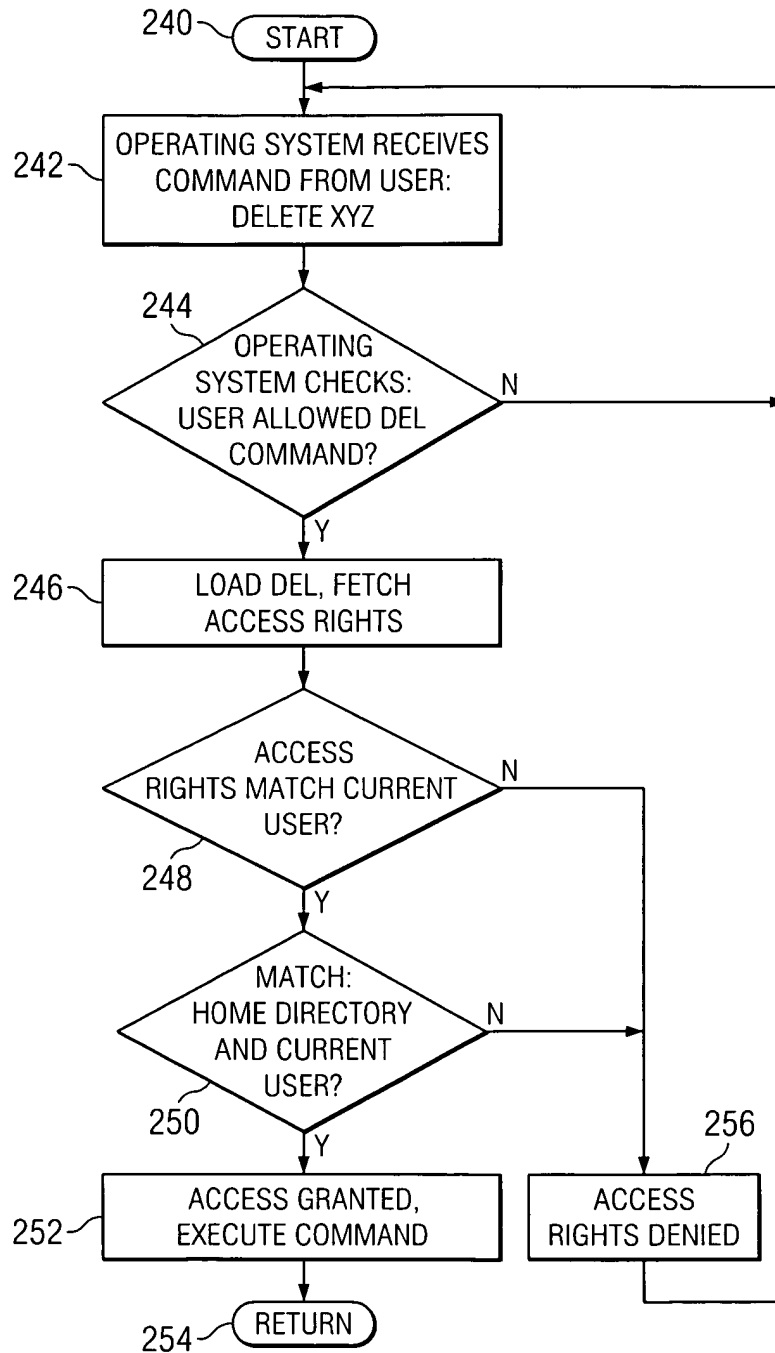 240
START
242
OPERATING SYSTEM RECEIVES
COMMAND FROM USER:
DELETE XYZ
244
OPERATING
SYSTEM CHECKS:
USER ALLOWED DEL
COMMAND?
N
Y
246
LOAD DEL, FETCH
ACCESS RIGHTS
ACCESS
RIGHTS MATCH CURRENT
USER?
N
248
Y
MATCH:
HOME DIRECTORY
AND CURRENT
USER?
N
250
Y
252
ACCESS GRANTED,
EXECUTE COMMAND
256
ACCESS
RIGHTS DENIED
254
RETURN